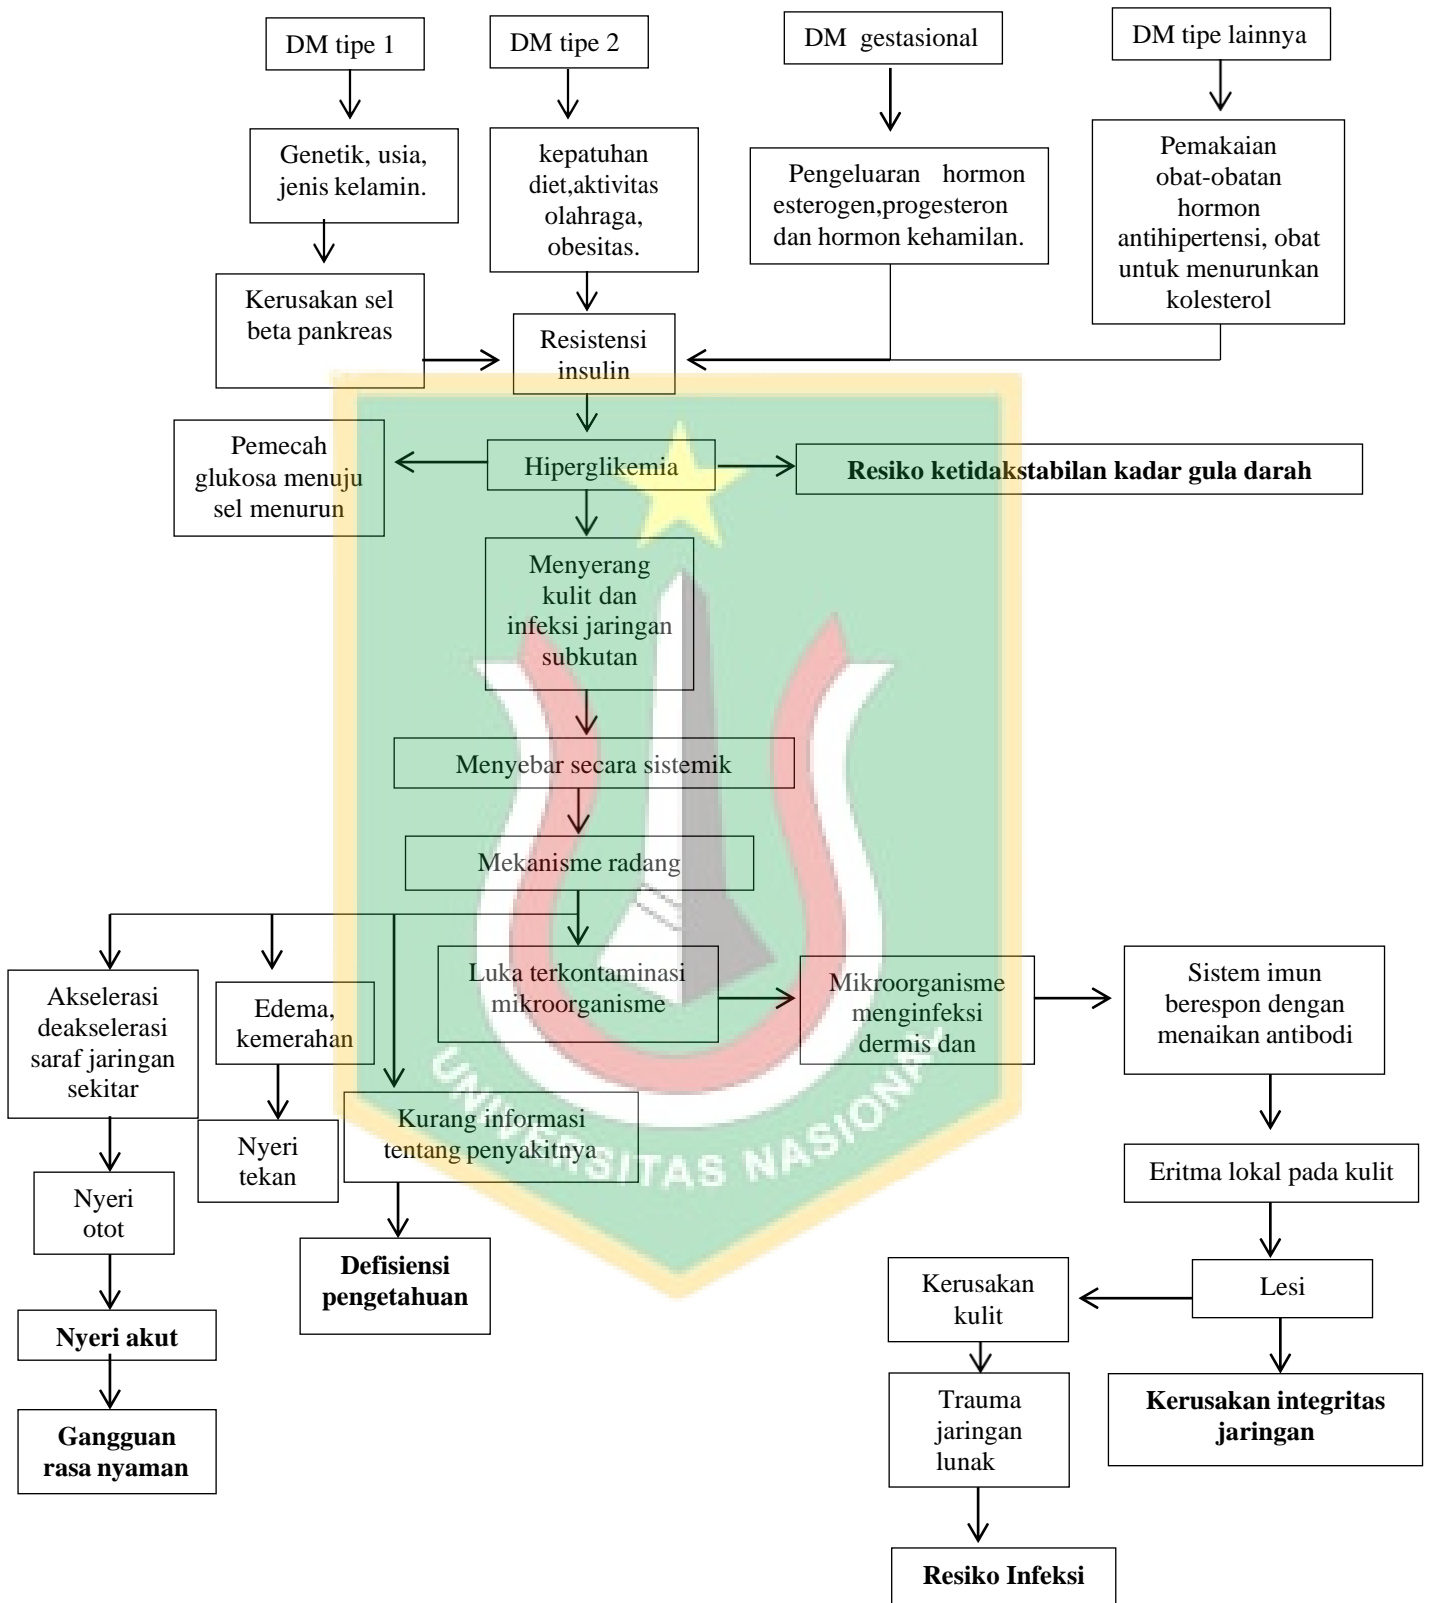 DM tipe 1
DM tipe 2
DM gestasional
DM tipe lainnya
Genetik, usia,
jenis kelamin.
kepatuhan
diet,aktivitas
olahraga,
obesitas.
Pengeluaran hormon
esterogen,progesteron
dan hormon kehamilan.
Pemakaian
obat-obatan
hormon
antihipertensi, obat
untuk menurunkan
kolesterol
Kerusakan sel
beta pankreas
Resistensi
insulin
Pemecah
glukosa menuju
sel menurun
Hiperglikemia
Resiko ketidakstabilan kadar gula darah
Menyerang
kulit dan
infeksi jaringan
subkutan
Menyebar secara sistemik
Mekanisme radang
Akselerasi
deakselerasi
saraf jaringan
sekitar
Edema,
kemerahan
Luka terkontaminasi
mikroorganisme
Mikroorganisme
menginfeksi
dermis dan
Sistem imun
berespon dengan
menaikan antibodi
Nyeri
tekan
Kurang informasi
tentang penyakitnya
UNIVERSITAS NASIONAL
Eritma lokal pada kulit
Nyeri
otot
Defisiensi
pengetahuan
Kerusakan
kulit
Lesi
Nyeri akut
Gangguan
rasa nyaman
Trauma
jaringan
lunak
Kerusakan integritas
jaringan
Resiko Infeksi